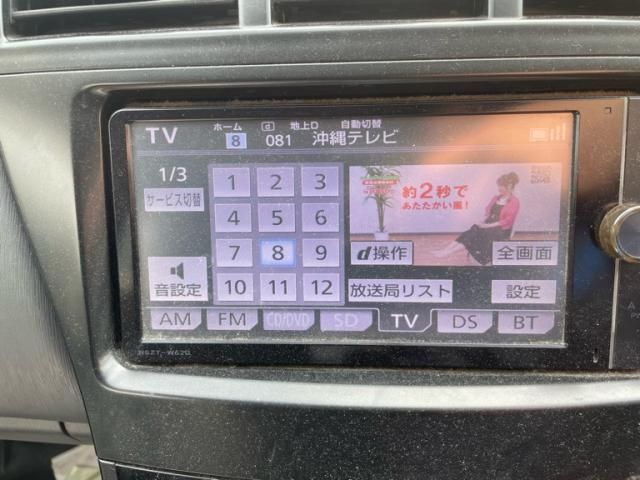 TV ホーム 8 d 地上D 自動切替 081 沖縄テレビ
1/3
サービス切替
1 2 3
4 5 6
7 8 9
10 11 12
音設定
約2秒で
あたたかい風!
d操作 全画面
放送局リスト 設定
AM FM CD/DVD SD TV DS BT
NSZT-W62G